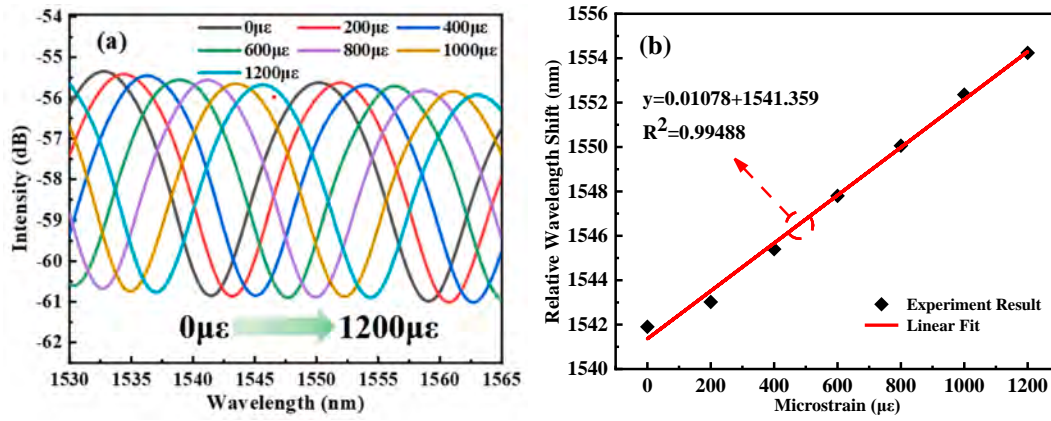 (a)
0με 200με 400με
600με 800με 1000με
1200με
Intensity (dB)
-54
-55
-56
-57
-58
-59
-60
-61
-62
0με 1200με
1530 1535 1540 1545 1550 1555 1560 1565
Wavelength (nm)
(b)
Relative Wavelength Shift (nm)
1556
1554
1552
1550
1548
1546
1544
1542
1540
y=0.01078+1541.359
R²=0.99488
Experiment Result
Linear Fit
0 200 400 600 800 1000 1200
Microstrain (με)